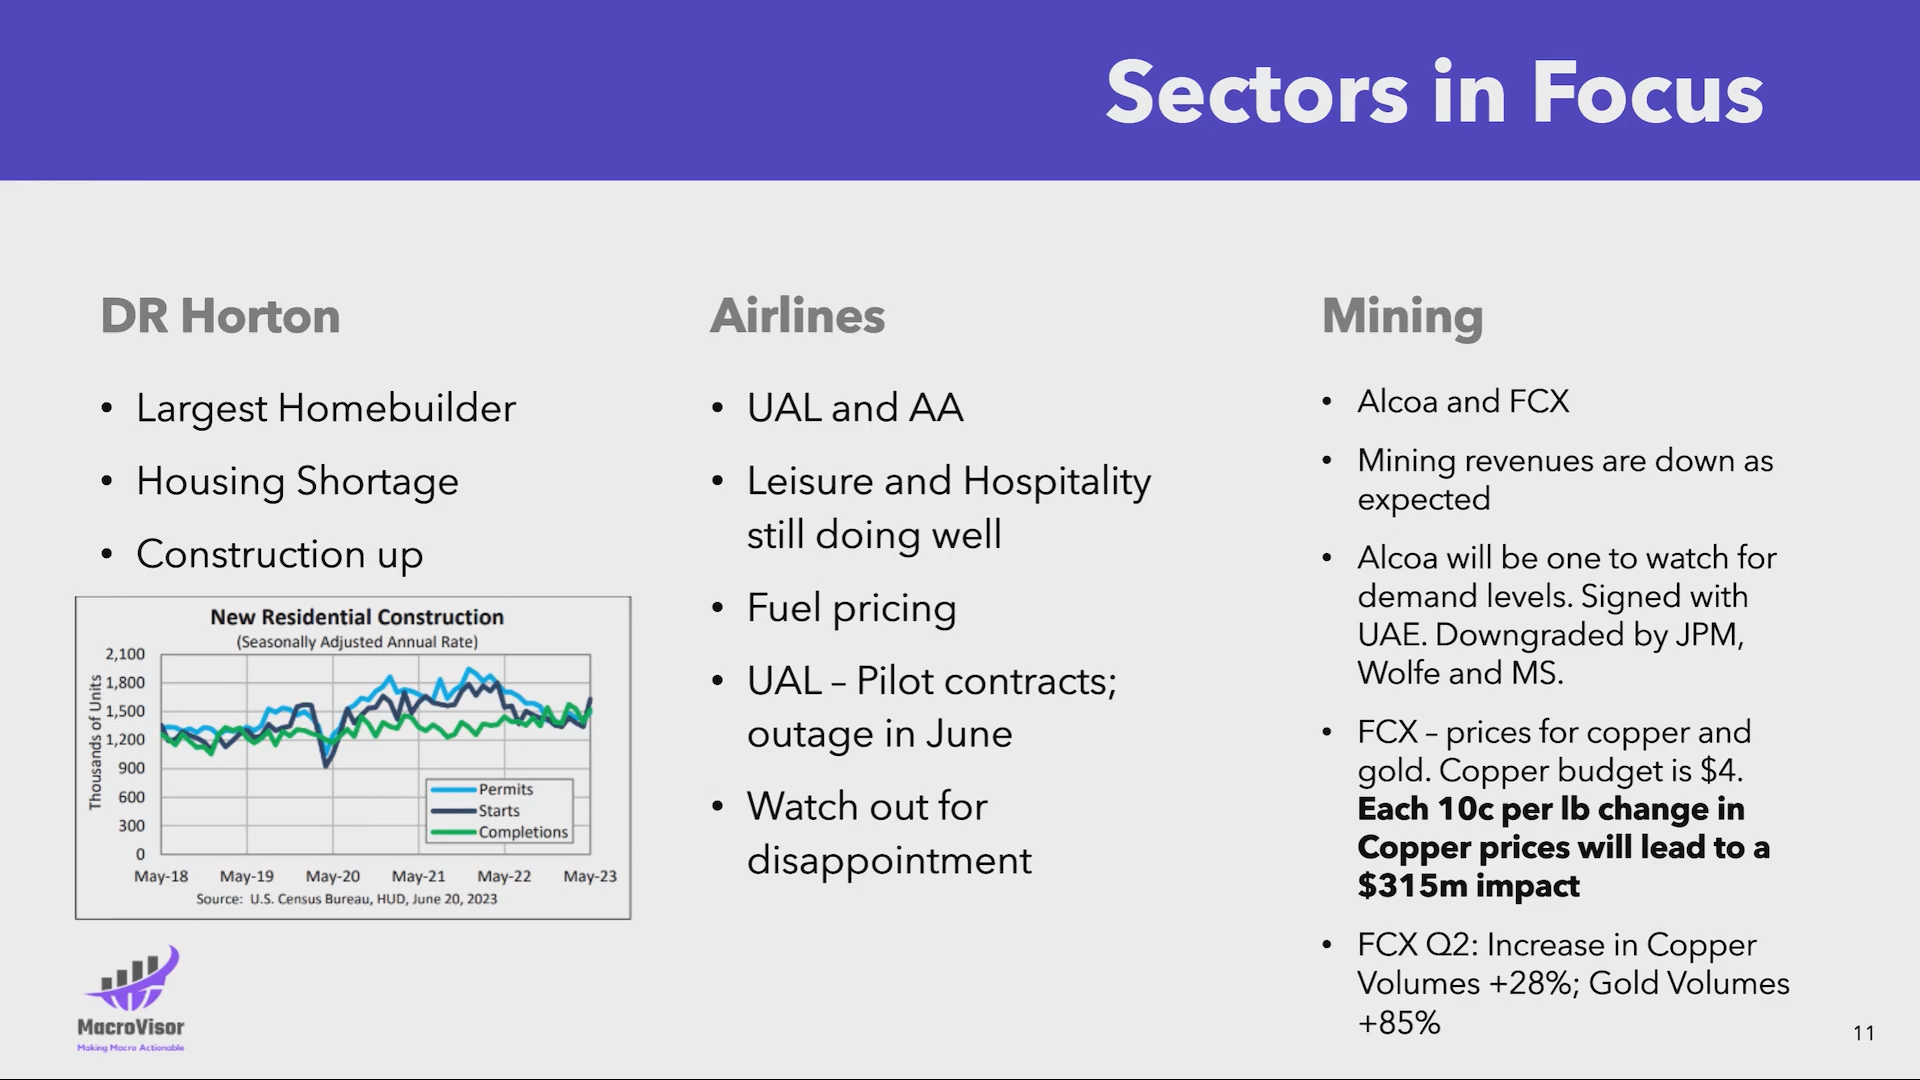 Sectors in Focus
DR Horton
• Largest Homebuilder
• Housing Shortage
• Construction up
New Residential Construction
(Seasonally Adjusted Annual Rate)
Thousands of Units
2,100
1,800
1,500
1,200
900
600
300
0
Permits
Starts
Completions
May-18 May-19 May-20 May-21 May-22 May-23
Source: U.S. Census Bureau, HUD, June 20, 2023
MacroVisor
Making Macro Actionable
Airlines
• UAL and AA
• Leisure and Hospitality
still doing well
• Fuel pricing
• UAL – Pilot contracts;
outage in June
• Watch out for
disappointment
Mining
• Alcoa and FCX
• Mining revenues are down as
expected
• Alcoa will be one to watch for
demand levels. Signed with
UAE. Downgraded by JPM,
Wolfe and MS.
• FCX – prices for copper and
gold. Copper budget is $4.
Each 10c per lb change in
Copper prices will lead to a
$315m impact
• FCX Q2: Increase in Copper
Volumes +28%; Gold Volumes
+85%
11